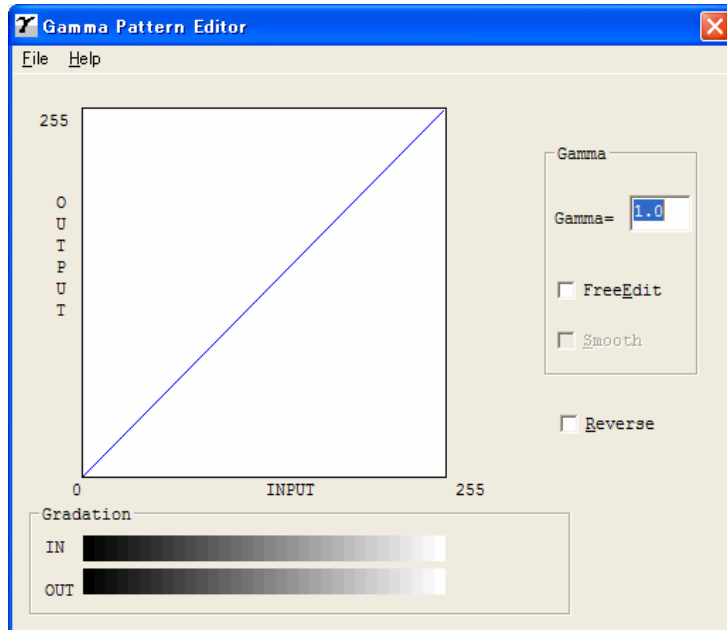 Gamma Pattern Editor
File Help
255
OUTPUT
0 INPUT 255
Gamma
Gamma= 1.0
FreeEdit
Smooth
Reverse
Gradation
IN
OUT